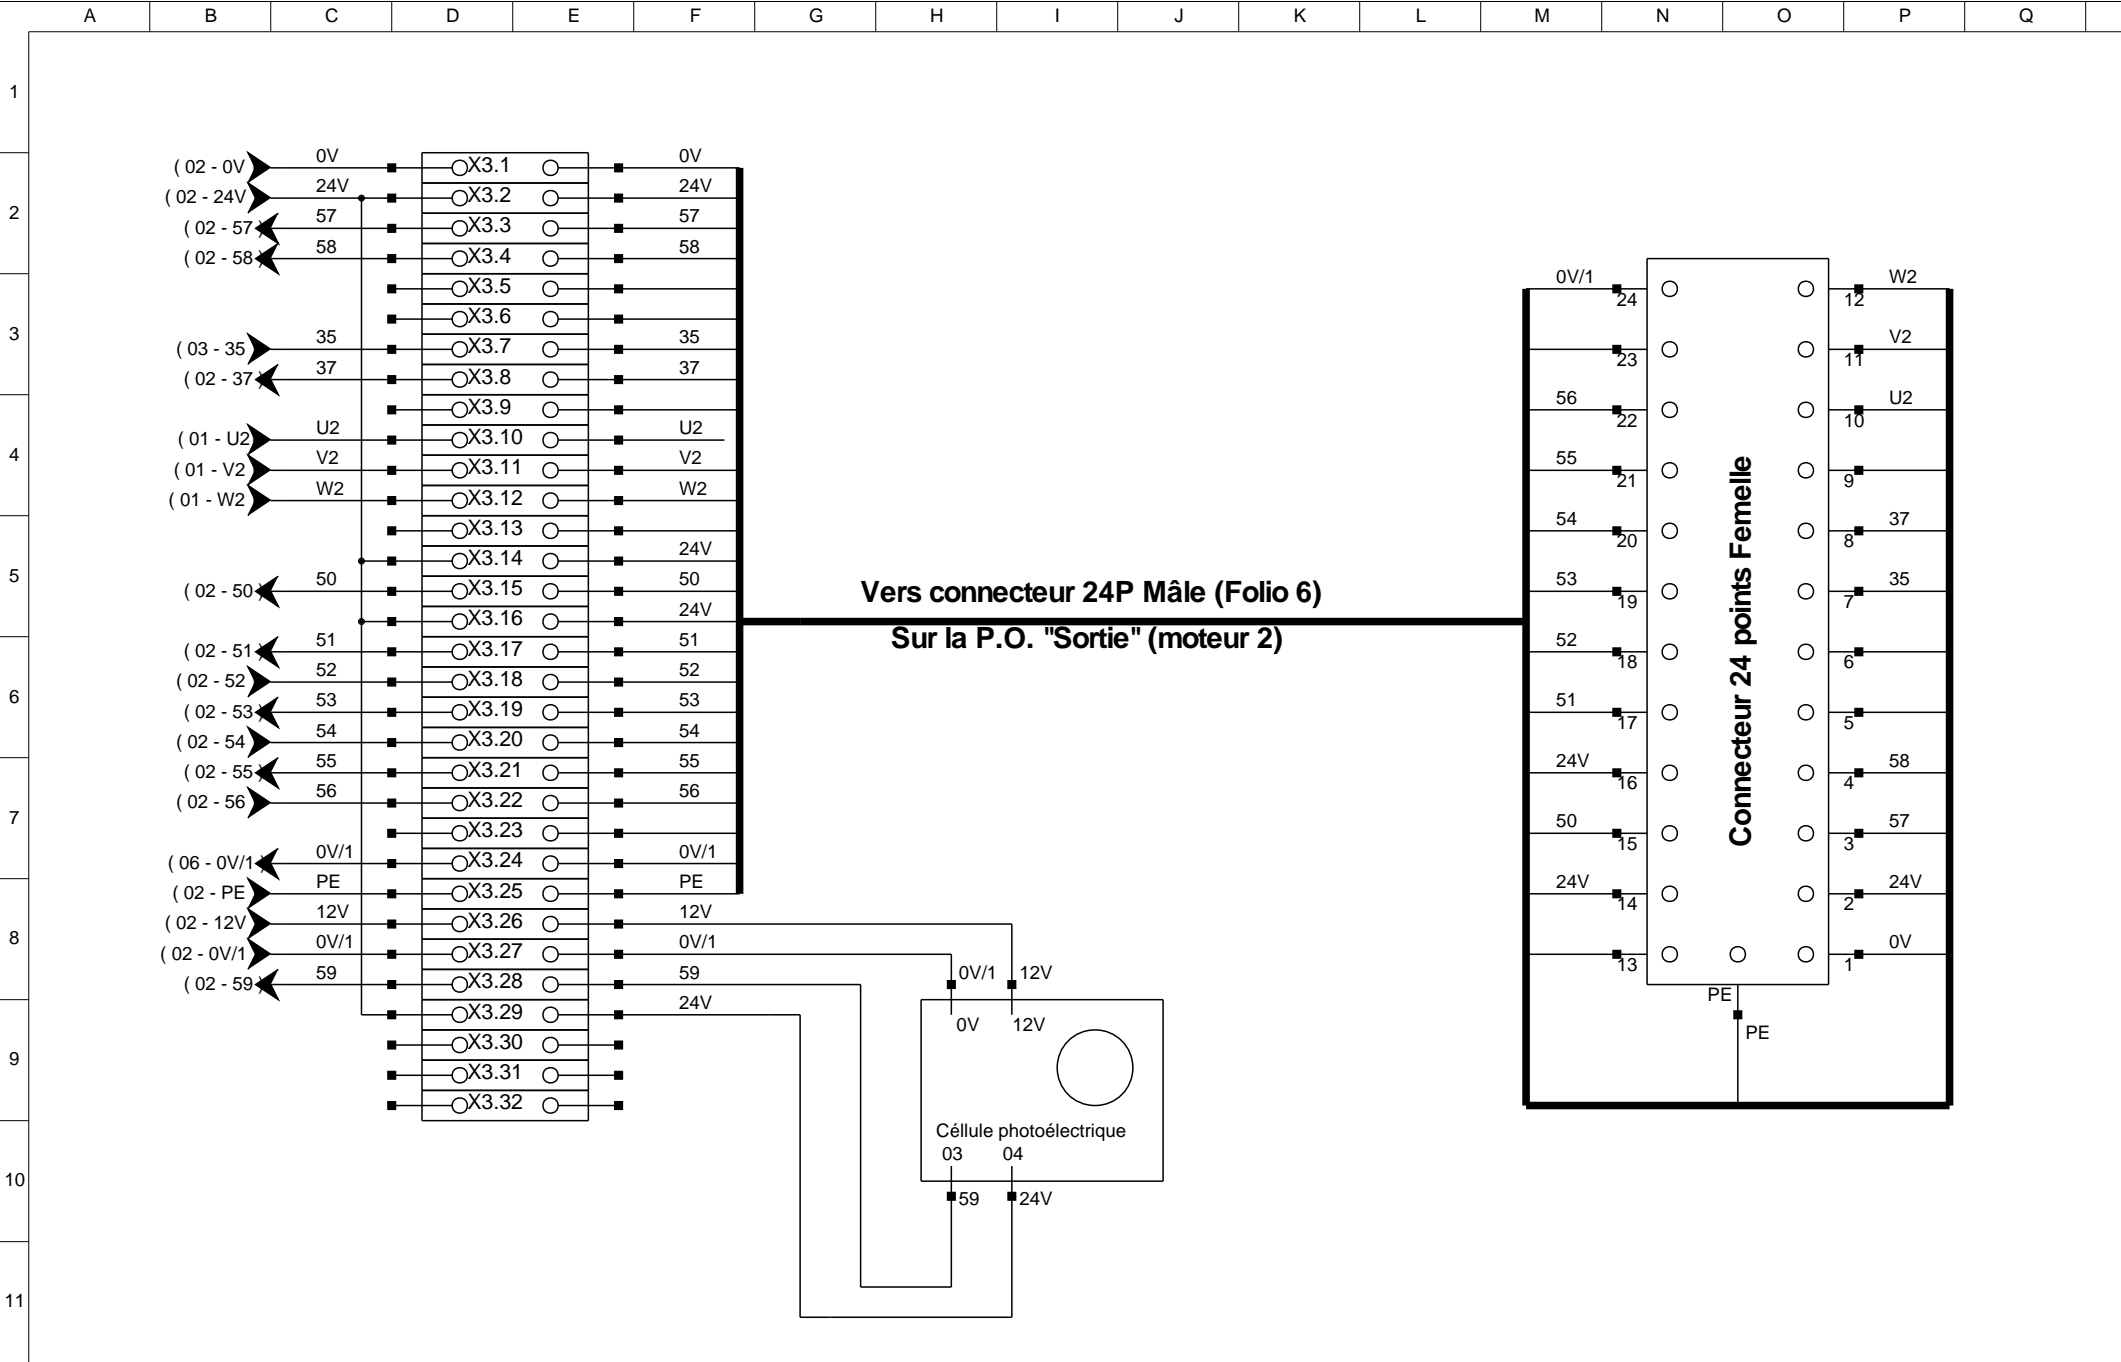 A B C D E F G H I J K L M N O P Q
1
( 02 - 0V 0V X3.1 0V
( 02 - 24V 24V X3.2 24V
2
( 02 - 57 ) 57 X3.3 57
( 02 - 58 ) 58 X3.4 58
X3.5
X3.6
3
( 03 - 35 35 X3.7 35
( 02 - 37 ) 37 X3.8 37
X3.9
( 01 - U2 U2 X3.10 U2
4
( 01 - V2 V2 X3.11 V2
( 01 - W2 W2 X3.12 W2
X3.13
X3.14 24V
5
( 02 - 50 ) 50 X3.15 50
X3.16 24V
( 02 - 51 ) 51 X3.17 51
( 02 - 52 52 X3.18 52
6
( 02 - 53 ) 53 X3.19 53
( 02 - 54 54 X3.20 54
( 02 - 55 ) 55 X3.21 55
( 02 - 56 56 X3.22 56
7
X3.23
( 06 - 0V/1 ) 0V/1 X3.24 0V/1
( 02 - PE PE X3.25 PE
( 02 - 12V 12V X3.26 12V
8
( 02 - 0V/1 0V/1 X3.27 0V/1
( 02 - 59 ) 59 X3.28 59
X3.29 24V
X3.30
9
X3.31
X3.32
10
11
Vers connecteur 24P Mâle (Folio 6)
Sur la P.O. "Sortie" (moteur 2)
0V/1 12V
0V 12V
Céllule photoélectrique
03 04
59 24V
Connecteur 24 points Femelle
0V/1 24 12 W2
23 11 V2
56 22 10 U2
55 21 9
54 20 8 37
53 19 7 35
52 18 6
51 17 5
24V 16 4 58
50 15 3 57
24V 14 2 24V
13 1 0V
PE
PE